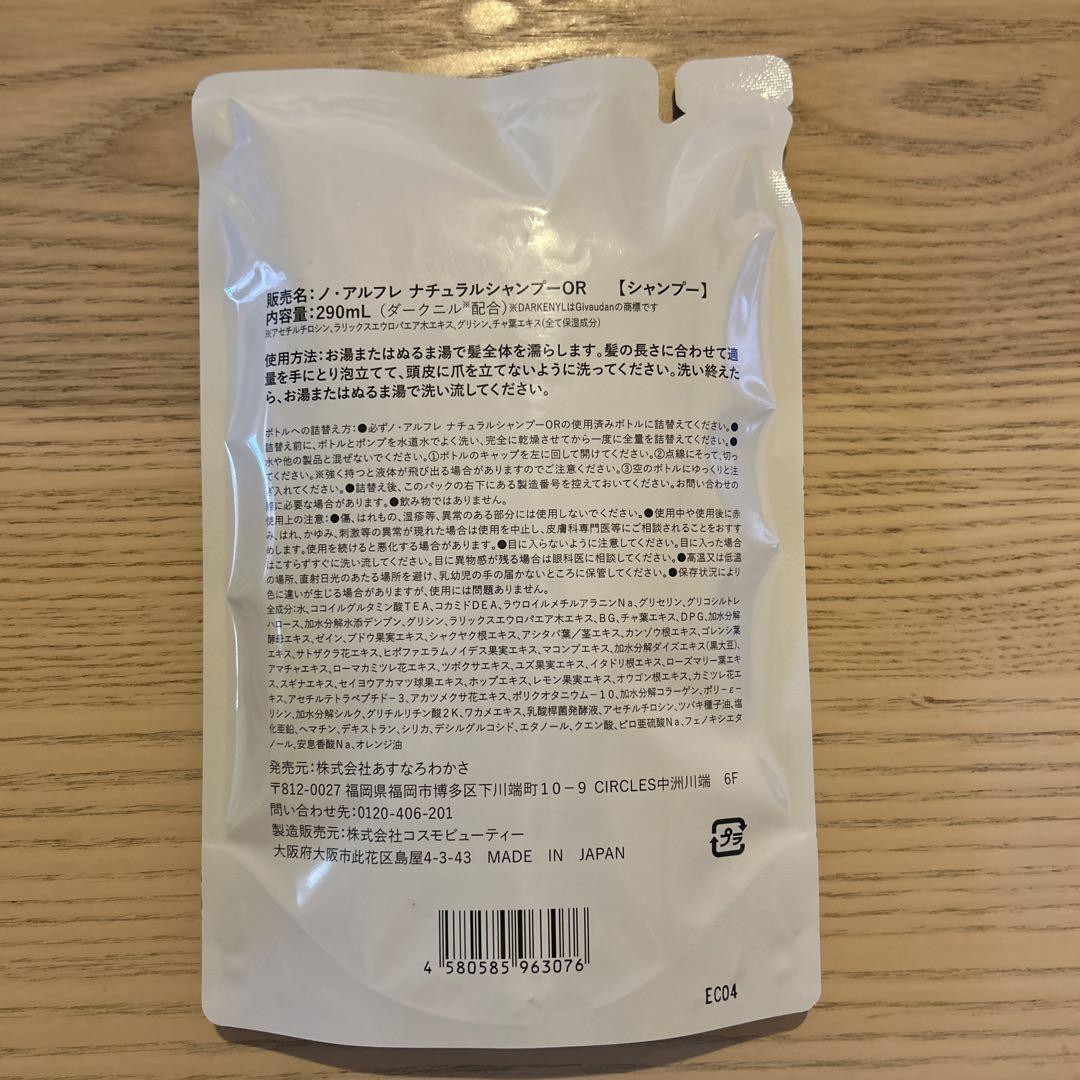 販売名:ノ・アルフレ ナチュラルシャンプーOR 【シャンプー】
内容量:290mL(ダークニル※配合)※DARKENYLはGivaudanの商標です
※アセチルチロシン,ラリックスエウロパエア木エキス,グリシン,チャ葉エキス(全て保湿成分)
使用方法:お湯またはぬるま湯で髪全体を濡らします。髪の長さに合わせて適
量を手にとり泡立てて、頭皮に爪を立てないように洗ってください。洗い終えた
ら、お湯またはぬるま湯で洗い流してください。
ボトルへの詰替え方:●必ずノ・アルフレ ナチュラルシャンプーORの使用済みボトルに詰替えてください。●
詰替え前に、ボトルとポンプを水道水でよく洗い、完全に乾燥させてから一度に全量を詰替えてください。●
水や他の製品と混ぜないでください。①ボトルのキャップを左に回して開けてください。②点線にそって、切っ
てください。※強く持つと液体が飛び出る場合がありますのでご注意ください。③空のボトルにゆっくりと注
ぎ入れてください。●詰替え後、このパックの右下にある製造番号を控えておいてください。お問い合わせの
際に必要な場合があります。●飲み物ではありません。
使用上の注意:●傷、はれもの、湿疹等、異常のある部分には使用しないでください。●使用中や使用後に赤
み、はれ、かゆみ、刺激等の異常が現れた場合は使用を中止し、皮膚科専門医等にご相談されることをおすす
めします。使用を続けると悪化する場合があります。●目に入らないように注意してください。目に入った場合
はこすらずすぐに洗い流してください。目に異物感が残る場合は眼科医に相談してください。●高温又は低温
の場所、直射日光のあたる場所を避け、乳幼児の手の届かないところに保管してください。●保存状況により
色に違いが生じる場合がありますが、使用には問題ありません。
全成分:水、ココイルグルタミン酸TEA、コカミドDEA、ラウロイルメチルアラニンNa、グリセリン、グリコシルトレ
ハロース、加水分解水添デンプン、グリシン、ラリックスエウロパエア木エキス、BG、チャ葉エキス、DPG、加水分解
酵母エキス、ゼイン、ブドウ果実エキス、シャクヤク根エキス、アシタバ葉/茎エキス、カンゾウ根エキス、ゴレンシ葉
エキス、サトザクラ花エキス、ヒポファエラムノイデス果実エキス、マコンブエキス、加水分解ダイズエキス(黒大豆)、
アマチャエキス、ローマカミツレ花エキス、ツボクサエキス、ユズ果実エキス、イタドリ根エキス、ローズマリー葉エキ
ス、スギナエキス、セイヨウアカマツ球果エキス、ホップエキス、レモン果実エキス、オウゴン根エキス、カミツレ花エ
キス、アセチルテトラペプチド-3、アカツメクサ花エキス、ポリクオタニウム-10、加水分解コラーゲン、ポリ-ε-
リシン、加水分解シルク、グリチルリチン酸2K、ワカメエキス、乳酸桿菌発酵液、アセチルチロシン、ツバキ種子油、塩
化亜鉛、ヘマチン、デキストラン、シリカ、デシルグルコシド、エタノール、クエン酸、ピロ亜硫酸Na、フェノキシエタ
ノール、安息香酸Na、オレンジ油
発売元:株式会社あすなろわかさ
〒812-0027 福岡県福岡市博多区下川端町10-9 CIRCLES中洲川端 6F
問い合わせ先:0120-406-201
製造販売元:株式会社コスモビューティー
大阪府大阪市此花区島屋4-3-43 MADE IN JAPAN
プラ
4 580585 963076
EC04